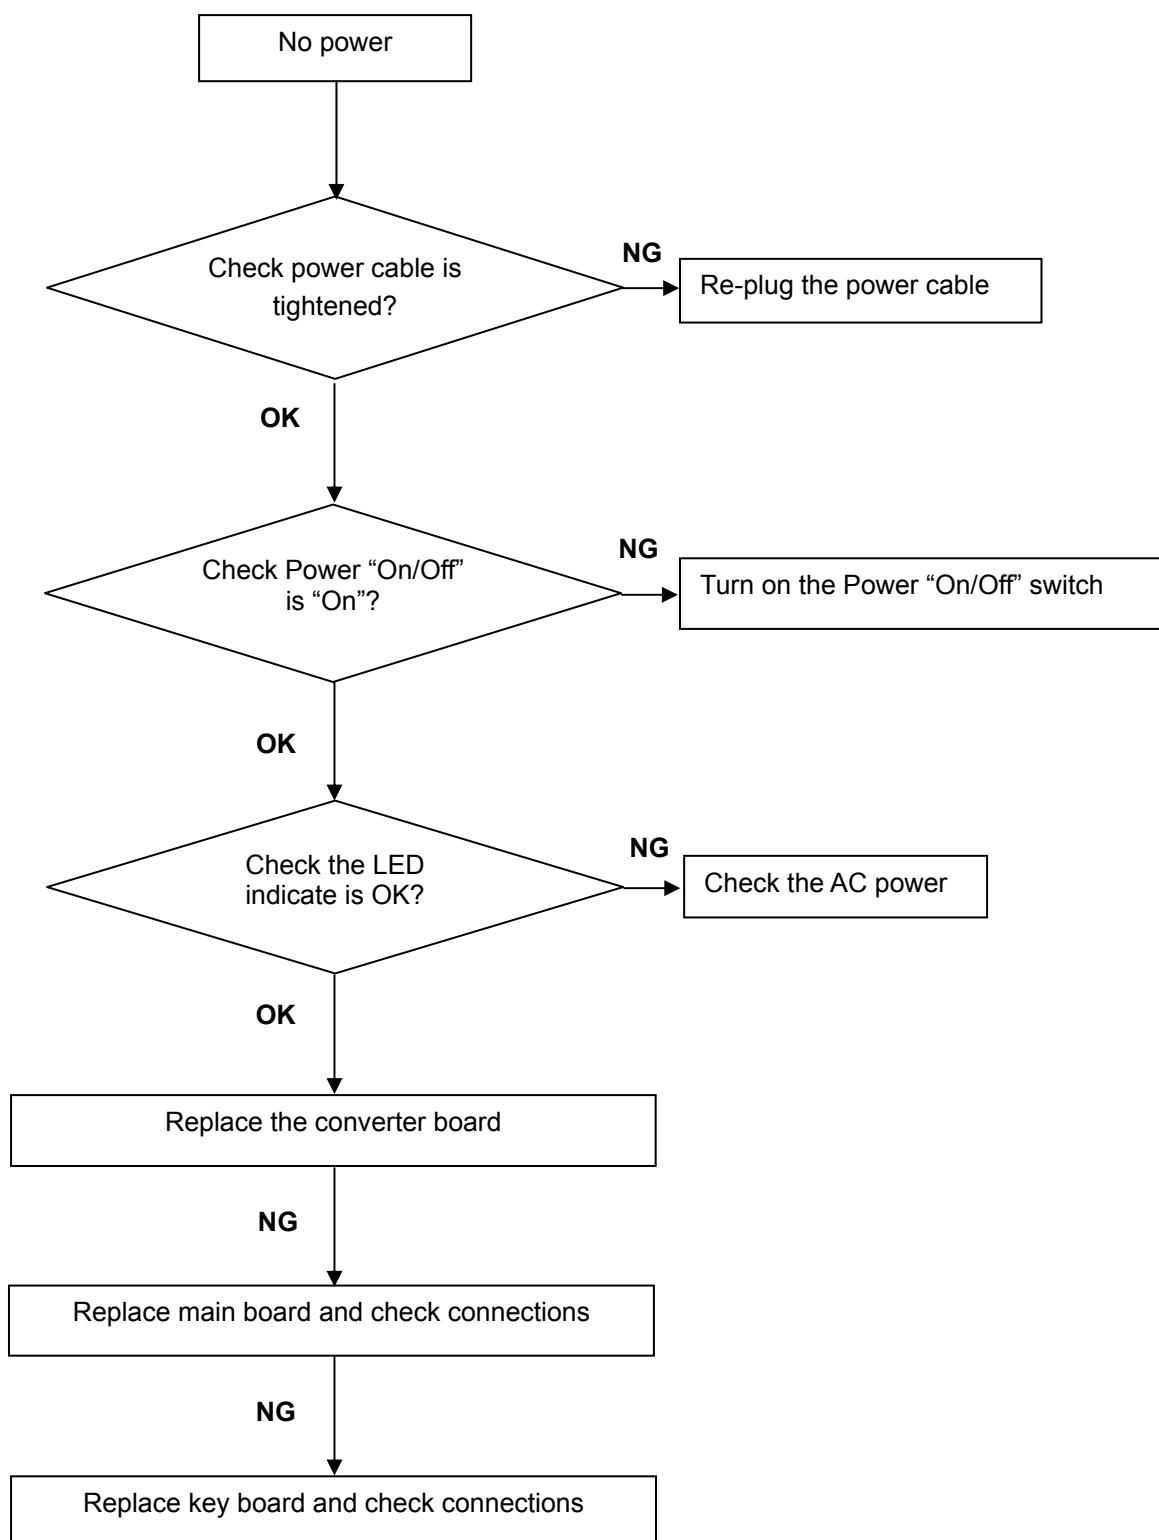 No power
Check power cable is
tightened?
NG
Re-plug the power cable
OK
Check Power “On/Off”
is “On”?
NG
Turn on the Power “On/Off” switch
OK
Check the LED
indicate is OK?
NG
Check the AC power
OK
Replace the converter board
NG
Replace main board and check connections
NG
Replace key board and check connections